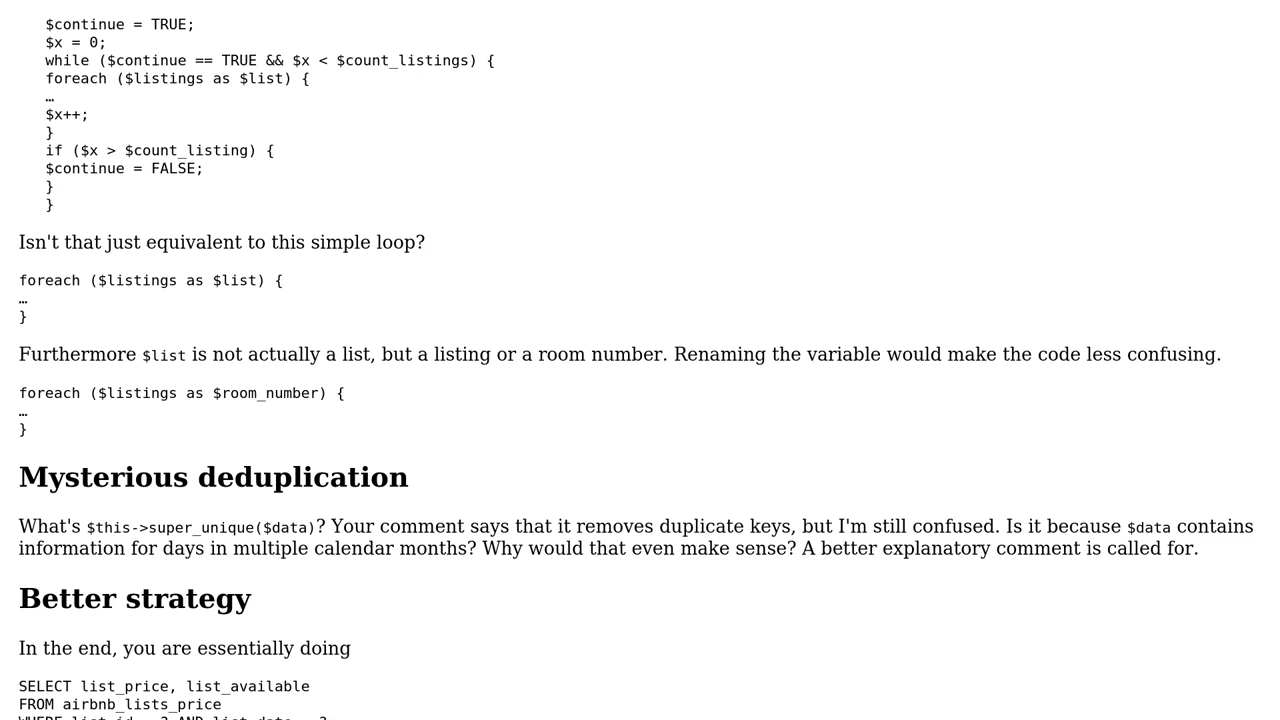 $continue = TRUE;
$x = 0;
while ($continue == TRUE && $x < $count_listings) {
foreach ($listings as $list) {
…
$x++;
}
if ($x > $count_listing) {
$continue = FALSE;
}
}
Isn't that just equivalent to this simple loop?
foreach ($listings as $list) {
…
}
Furthermore $list is not actually a list, but a listing or a room number. Renaming the variable would make the code less confusing.
foreach ($listings as $room_number) {
…
}
Mysterious deduplication
What's $this->super_unique($data)? Your comment says that it removes duplicate keys, but I'm still confused. Is it because $data contains
information for days in multiple calendar months? Why would that even make sense? A better explanatory comment is called for.
Better strategy
In the end, you are essentially doing
SELECT list_price, list_available
FROM airbnb_lists_price